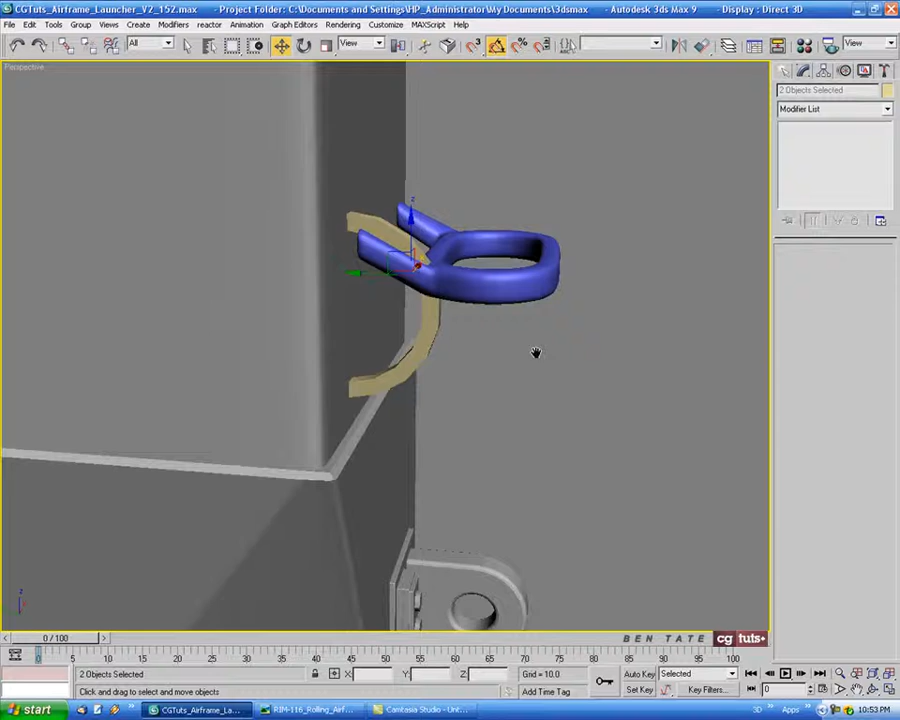 CGTuts_Airframe_Launcher_V2_152.max - Project Folder: C:\Documents and Settings\HP_Administrator\My Documents\3dsmax - Autodesk 3ds Max 9 - Display : Direct 3D
File Edit Tools Group Views Create Modifiers reactor Animation Graph Editors Rendering Customize MAXScript Help
All View View
Perspective
2 Objects Selected
Modifier List
z
z
BEN TATE cg tuts+
0 / 100
0 5 10 15 20 25 30 35 40 45 50 55 60 65 70 75 80 85 90 95 100
2 Objects Selected X: Y: Z: Grid = 10.0 Auto Key Selected
Click and drag to select and move objects Add Time Tag Set Key Key Filters... 0
start CGTuts_Airframe_La... RIM-116_Rolling_Airf... Camtasia Studio - Unt... 3D Apps 10:53 PM